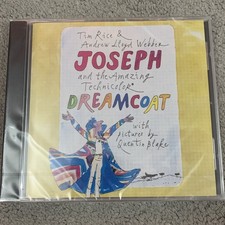 Tim Rice &
Andrew Lloyd Webber
JOSEPH
and the Amazing
Technicolor
DREAMCOAT
with
pictures by
Quentin Blake